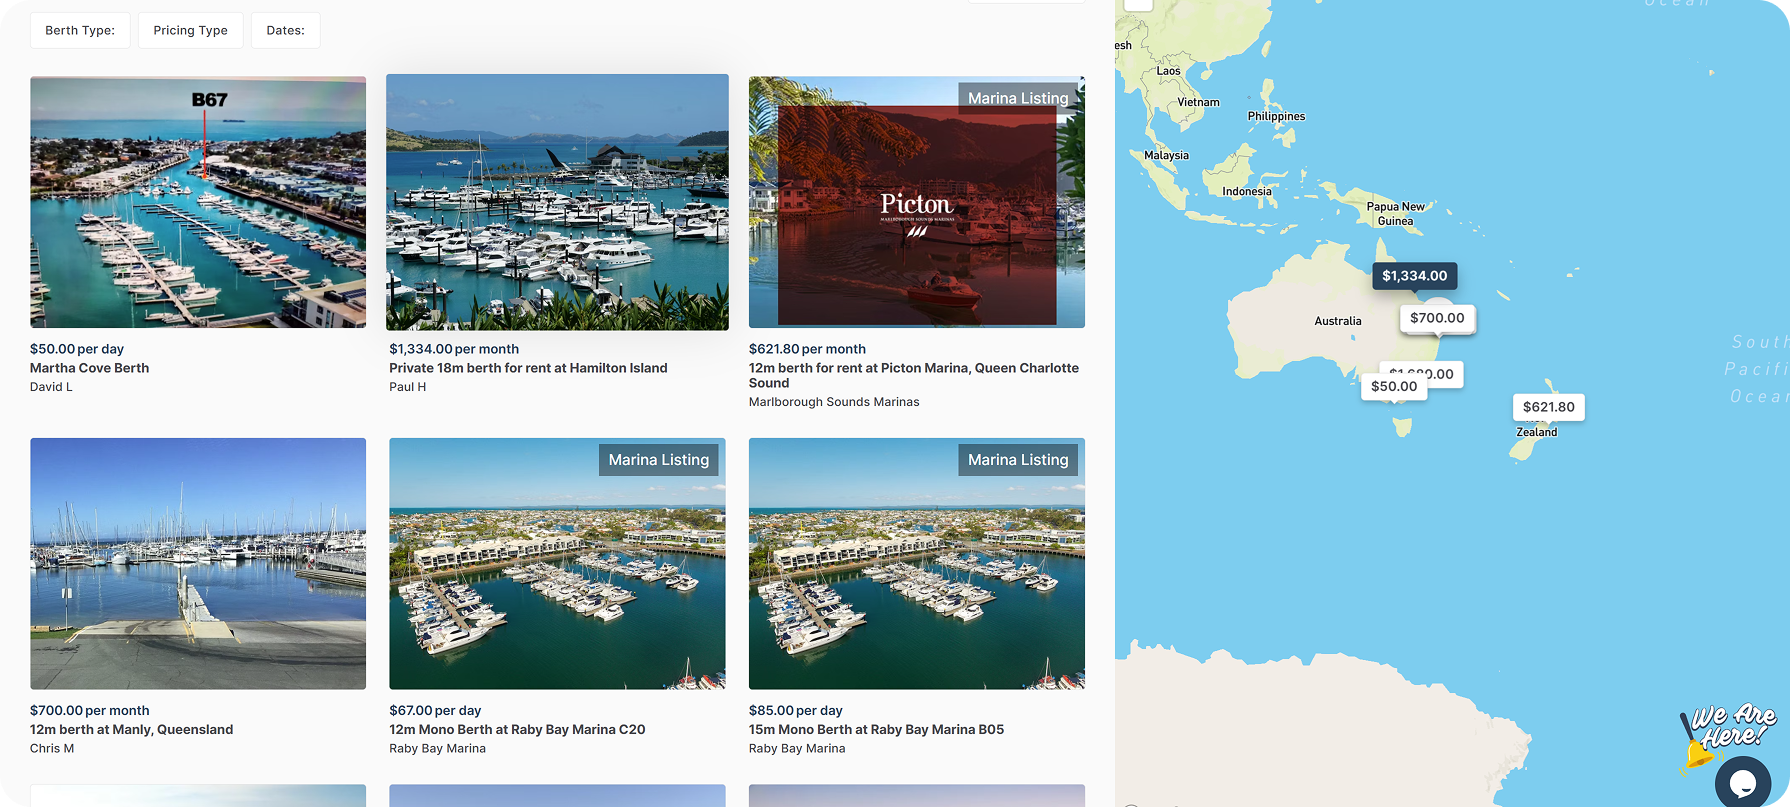 Berth Type:
Pricing Type
Dates:
B67
Marina Listing
Picton
MARLBOROUGH SOUNDS MARINAS
$50.00 per day
Martha Cove Berth
David L
$1,334.00 per month
Private 18m berth for rent at Hamilton Island
Paul H
$621.80 per month
12m berth for rent at Picton Marina, Queen Charlotte
Sound
Marlborough Sounds Marinas
Marina Listing
Marina Listing
$700.00 per month
12m berth at Manly, Queensland
Chris M
$67.00 per day
12m Mono Berth at Raby Bay Marina C20
Raby Bay Marina
$85.00 per day
15m Mono Berth at Raby Bay Marina B05
Raby Bay Marina
Ocean
esh
Laos
Vietnam
Philippines
Malaysia
Indonesia
Papua New
Guinea
$1,334.00
$700.00
Australia
$50.00
$621.80
Zealand
South
Pacifi
Ocean
We Are
Here!